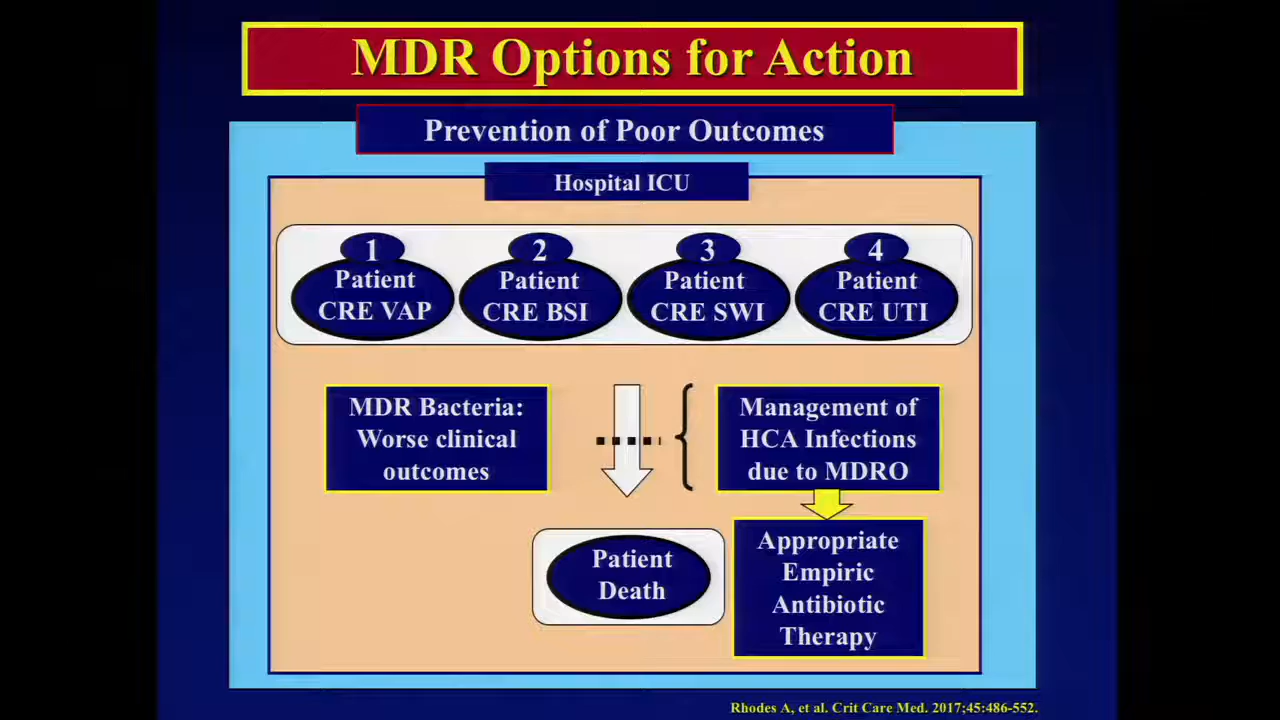 MDR Options for Action
Prevention of Poor Outcomes
Hospital ICU
1
Patient
CRE VAP
2
Patient
CRE BSI
3
Patient
CRE SWI
4
Patient
CRE UTI
MDR Bacteria:
Worse clinical
outcomes
Management of
HCA Infections
due to MDRO
Patient
Death
Appropriate
Empiric
Antibiotic
Therapy
Rhodes A, et al. Crit Care Med. 2017;45:486-552.